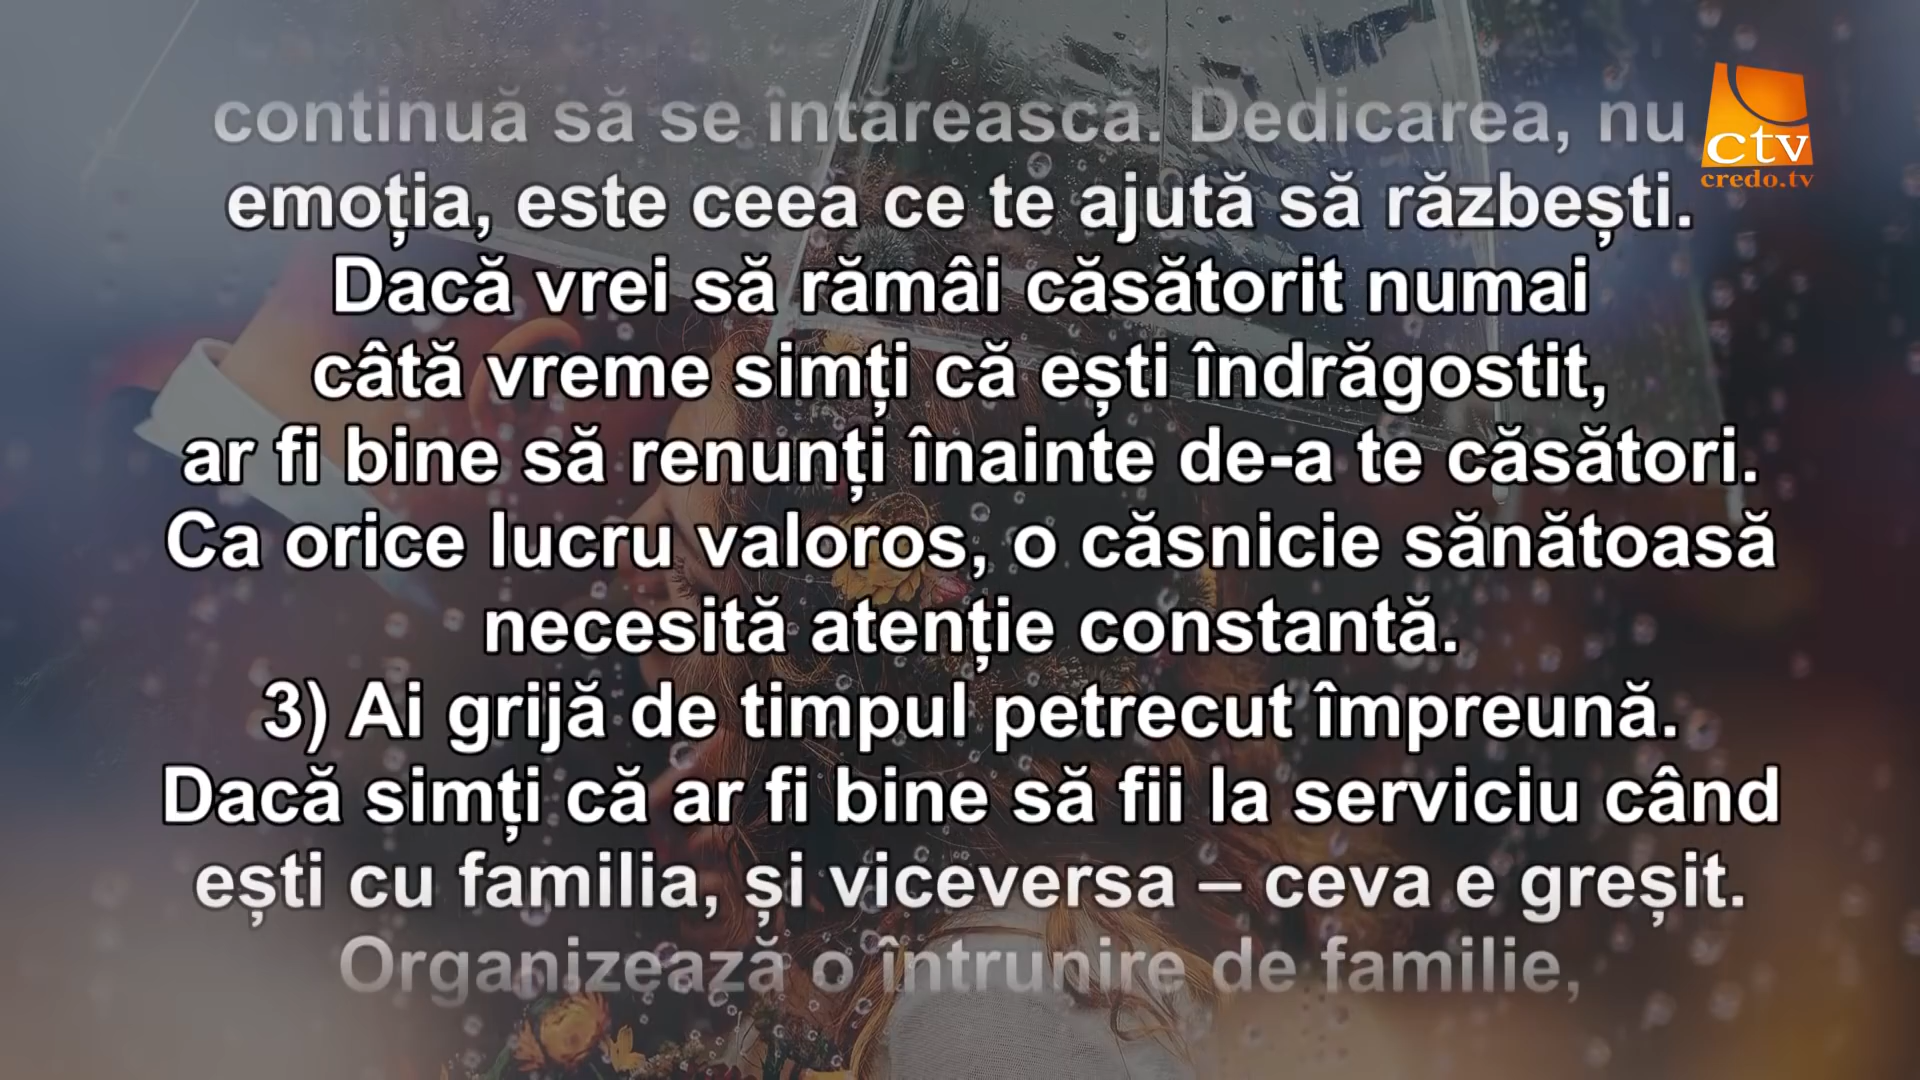 continuă să se întărească. Dedicarea, nu
emoția, este ceea ce te ajută să răzbești.
Dacă vrei să rămâi căsătorit numai
câtă vreme simți că ești îndrăgostit,
ar fi bine să renunți înainte de-a te căsători.
Ca orice lucru valoros, o căsnicie sănătoasă
necesită atenție constantă.
3) Ai grijă de timpul petrecut împreună.
Dacă simți că ar fi bine să fii la serviciu când
ești cu familia, și viceversa – ceva e greșit.
Organizează o întrunire de familie,
ctv
credo.tv